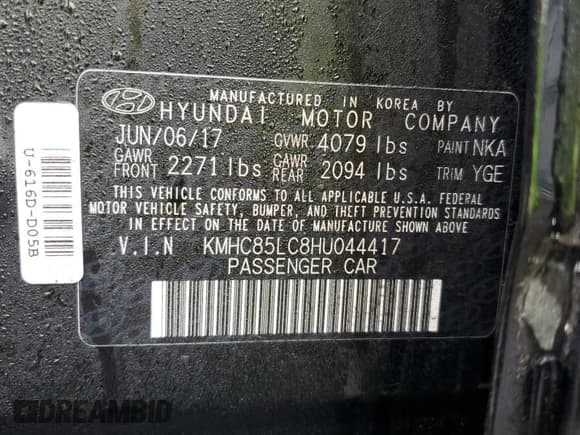 MANUFACTURED IN KOREA BY
HYUNDAI MOTOR COMPANY
JUN/06/17 GVWR 4079 lbs PAINT NKA
GAWR FRONT 2271 lbs GAWR REAR 2094 lbs TRIM YGE
THIS VEHICLE CONFORMS TO ALL APPLICABLE U.S.A. FEDERAL
MOTOR VEHICLE SAFETY, BUMPER, AND THEFT PREVENTION STANDARDS
IN EFFECT ON THE DATE OF MANUFACTURE SHOWN ABOVE
V.I.N KMHC85LC8HU044417
PASSENGER CAR
U-616D-D05B
DREAMBID